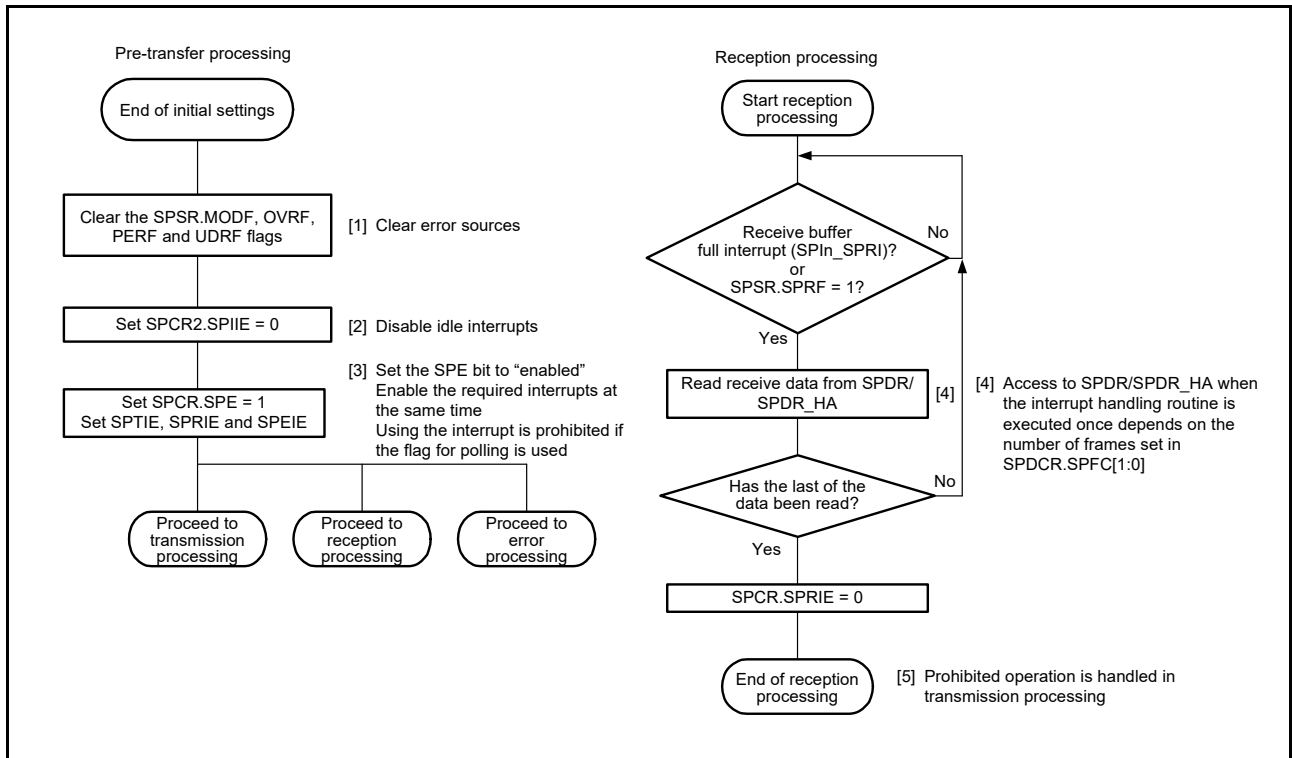 Pre-transfer processing
End of initial settings
Clear the SPSR.MODF, OVRF,
PERF and UDRF flags
[1] Clear error sources
Set SPCR2.SPIIE = 0
[2] Disable idle interrupts
Set SPCR.SPE = 1
Set SPTIE, SPRIE and SPEIE
[3] Set the SPE bit to “enabled”
Enable the required interrupts at
the same time
Using the interrupt is prohibited if
the flag for polling is used
Proceed to
transmission
processing
Proceed to
reception
processing
Proceed to
error
processing
Reception processing
Start reception
processing
Receive buffer
full interrupt (SPIn_SPRI)?
or
SPSR.SPRF = 1?
No
Yes
Read receive data from SPDR/
SPDR_HA
[4]
[4] Access to SPDR/SPDR_HA when
the interrupt handling routine is
executed once depends on the
number of frames set in
SPDCR.SPFC[1:0]
Has the last of the
data been read?
No
Yes
SPCR.SPRIE = 0
End of reception
processing
[5] Prohibited operation is handled in
transmission processing